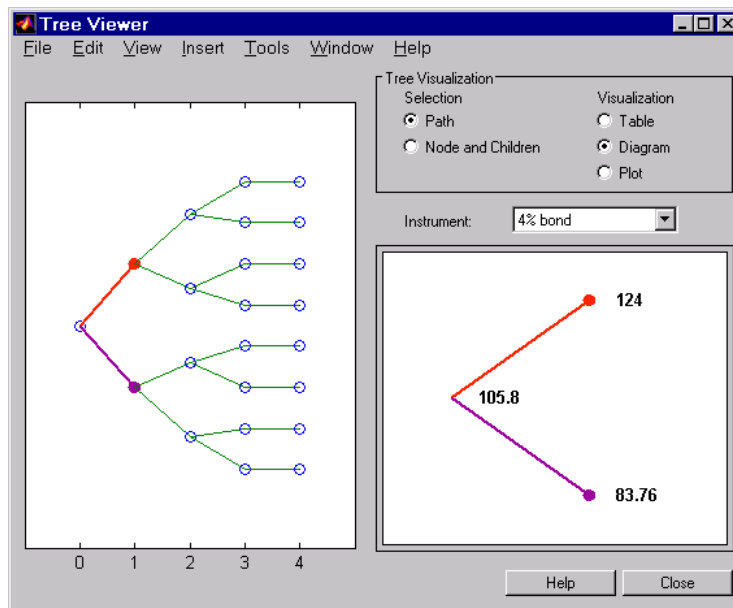 Tree Viewer
File Edit View Insert Tools Window Help
Tree Visualization
Selection Visualization
Path Table
Node and Children Diagram
Plot
Instrument: 4% bond
124
105.8
83.76
0 1 2 3 4
Help Close